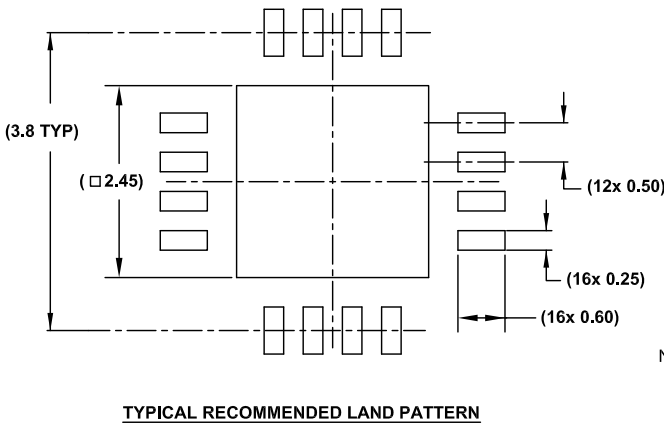 (3.8 TYP)
( □ 2.45)
(12x 0.50)
(16x 0.25)
(16x 0.60)
N
TYPICAL RECOMMENDED LAND PATTERN